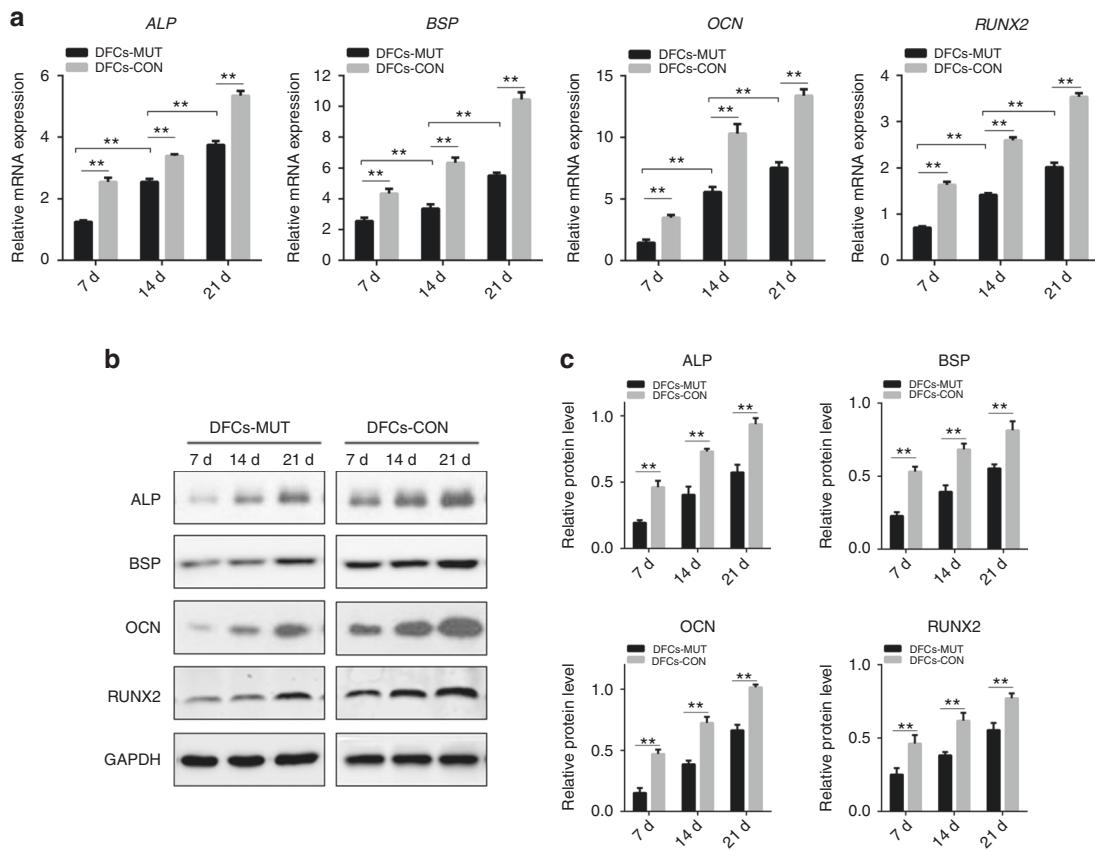 a
ALP
DFCs-MUT
DFCs-CON
Relative mRNA expression
6
4
2
0
**
**
**
**
**
7 d
14 d
21 d
BSP
DFCs-MUT
DFCs-CON
Relative mRNA expression
12
10
8
6
4
2
0
**
**
**
**
**
7 d
14 d
21 d
OCN
DFCs-MUT
DFCs-CON
Relative mRNA expression
15
10
5
0
**
**
**
**
**
7 d
14 d
21 d
RUNX2
DFCs-MUT
DFCs-CON
Relative mRNA expression
4
3
2
1
0
**
**
**
**
**
7 d
14 d
21 d
b
DFCs-MUT DFCs-CON
7 d 14 d 21 d 7 d 14 d 21 d
ALP
BSP
OCN
RUNX2
GAPDH
c
ALP
DFCs-MUT
DFCs-CON
Relative protein level
1.0
0.5
0.0
**
**
**
7 d
14 d
21 d
BSP
DFCs-MUT
DFCs-CON
Relative protein level
1.0
0.5
0.0
**
**
**
7 d
14 d
21 d
OCN
DFCs-MUT
DFCs-CON
Relative protein level
1.0
0.5
0.0
**
**
**
7 d
14 d
21 d
RUNX2
DFCs-MUT
DFCs-CON
Relative protein level
1.0
0.5
0.0
**
**
**
7 d
14 d
21 d